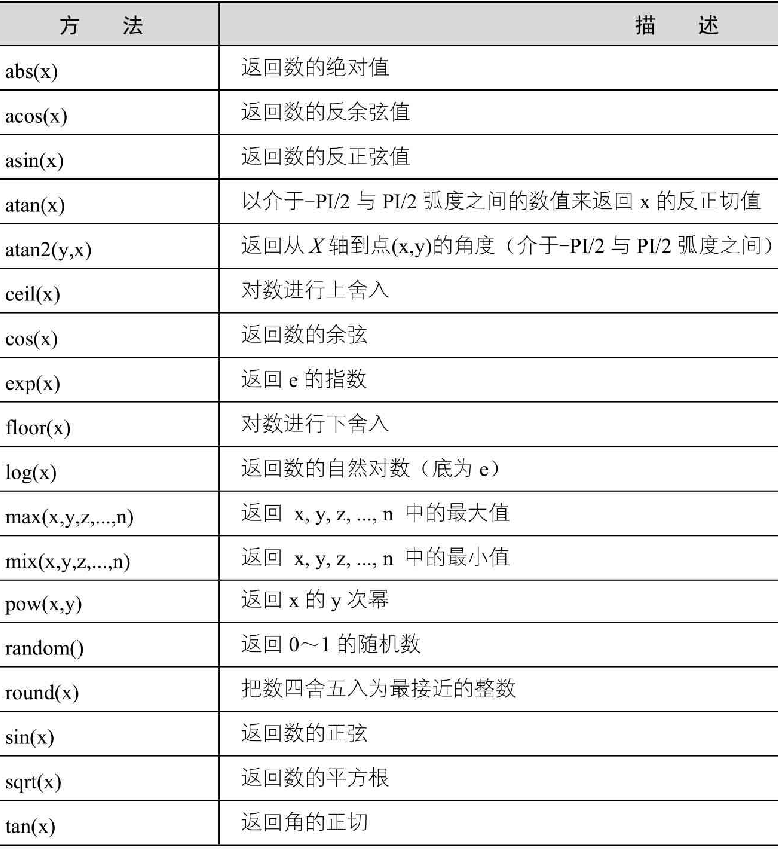 方 法 描 述
abs(x) 返回数的绝对值
acos(x) 返回数的反余弦值
asin(x) 返回数的反正弦值
atan(x) 以介于-PI/2 与 PI/2 弧度之间的数值来返回 x 的反正切值
atan2(y,x) 返回从 X 轴到点(x,y)的角度（介于-PI/2 与 PI/2 弧度之间）
ceil(x) 对数进行上舍入
cos(x) 返回数的余弦
exp(x) 返回 e 的指数
floor(x) 对数进行下舍入
log(x) 返回数的自然对数（底为 e）
max(x,y,z,...,n) 返回 x, y, z, ..., n 中的最大值
mix(x,y,z,...,n) 返回 x, y, z, ..., n 中的最小值
pow(x,y) 返回 x 的 y 次幂
random() 返回 0～1 的随机数
round(x) 把数四舍五入为最接近的整数
sin(x) 返回数的正弦
sqrt(x) 返回数的平方根
tan(x) 返回角的正切